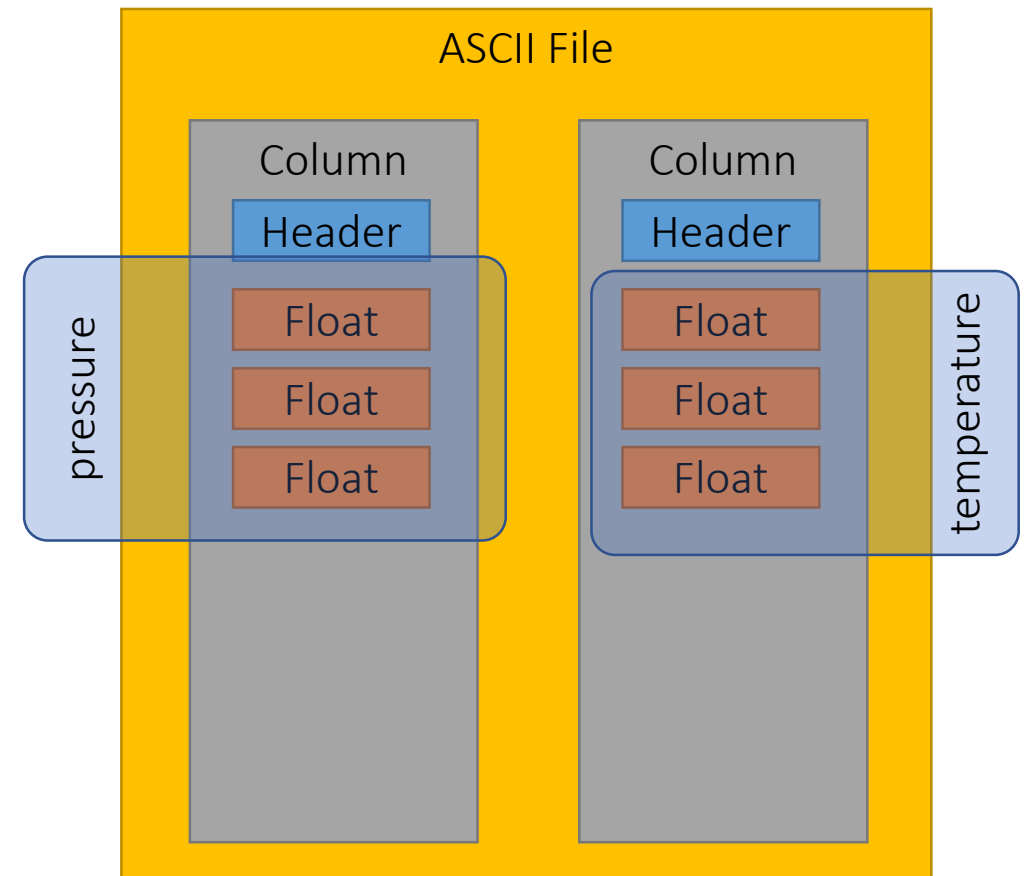 ASCII File
Column
Header
pressure
Float
Float
Float
Column
Header
Float
Float
Float
temperature